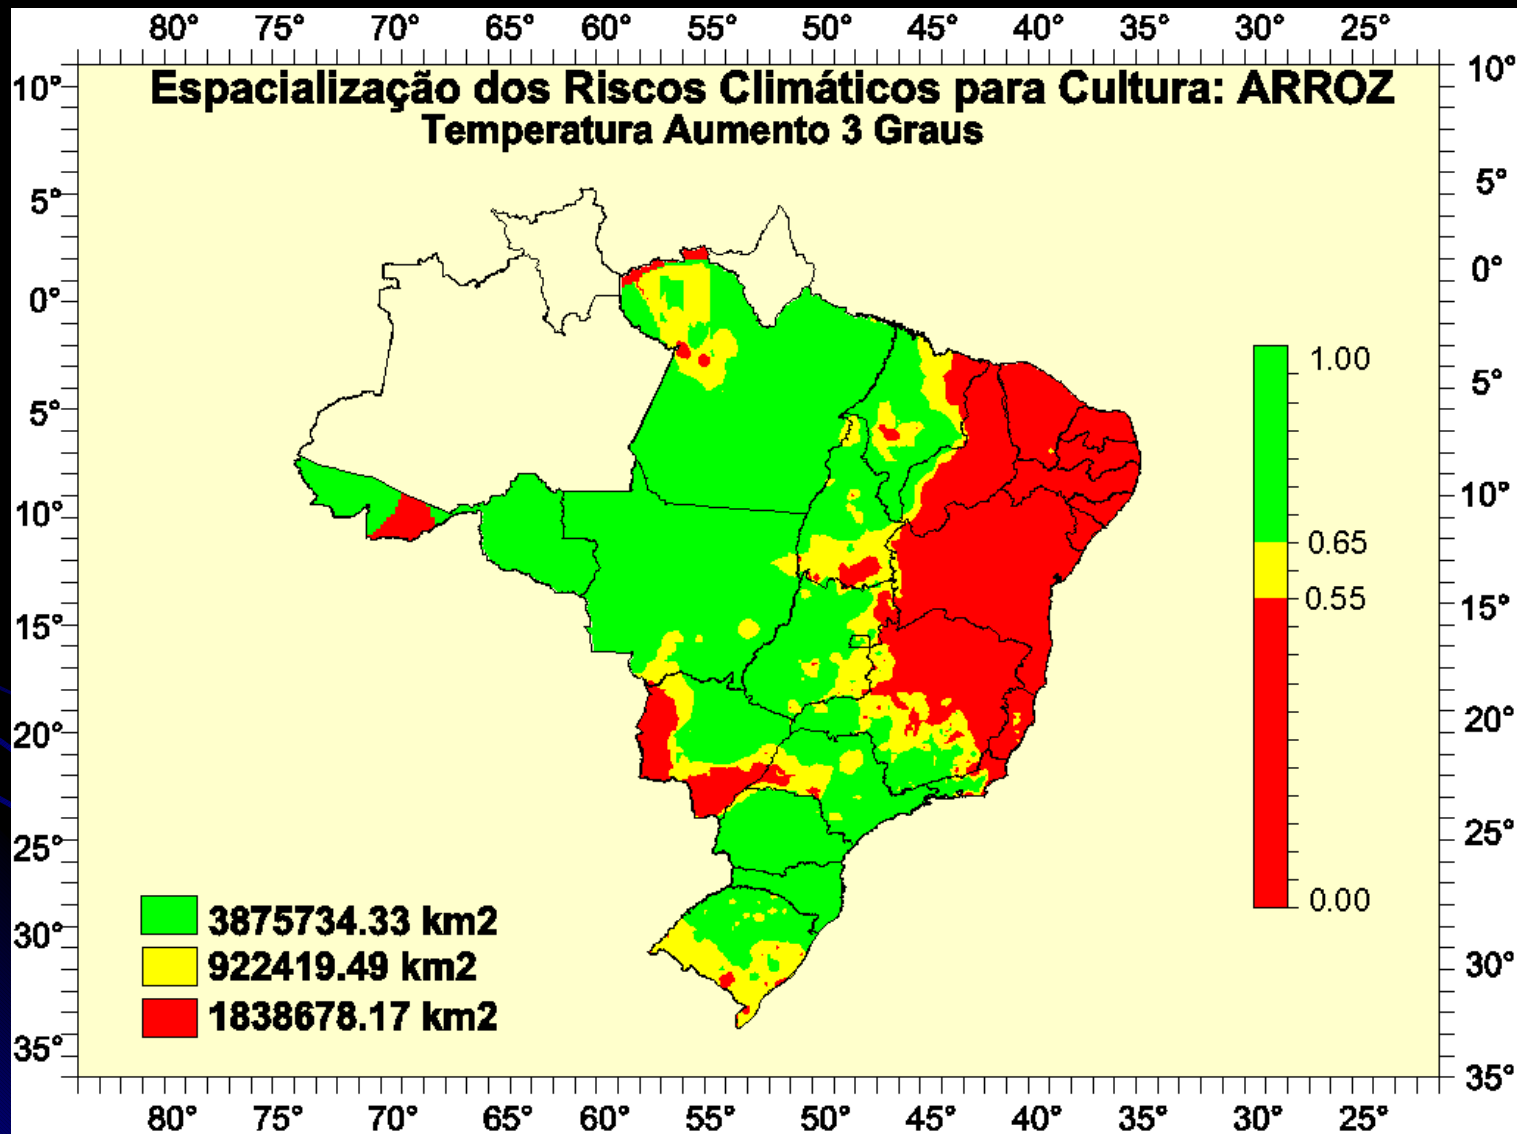 80° 75° 70° 65° 60° 55° 50° 45° 40° 35° 30° 25°
10° 10°
Espacialização dos Riscos Climáticos para Cultura: ARROZ
Temperatura Aumento 3 Graus
5° 5°
0° 0°
1.00
5° 5°
10° 10°
0.65
0.55
15° 15°
20° 20°
25° 25°
0.00
3875734.33 km2
30° 30°
922419.49 km2
1838678.17 km2
35° 35°
80° 75° 70° 65° 60° 55° 50° 45° 40° 35° 30° 25°